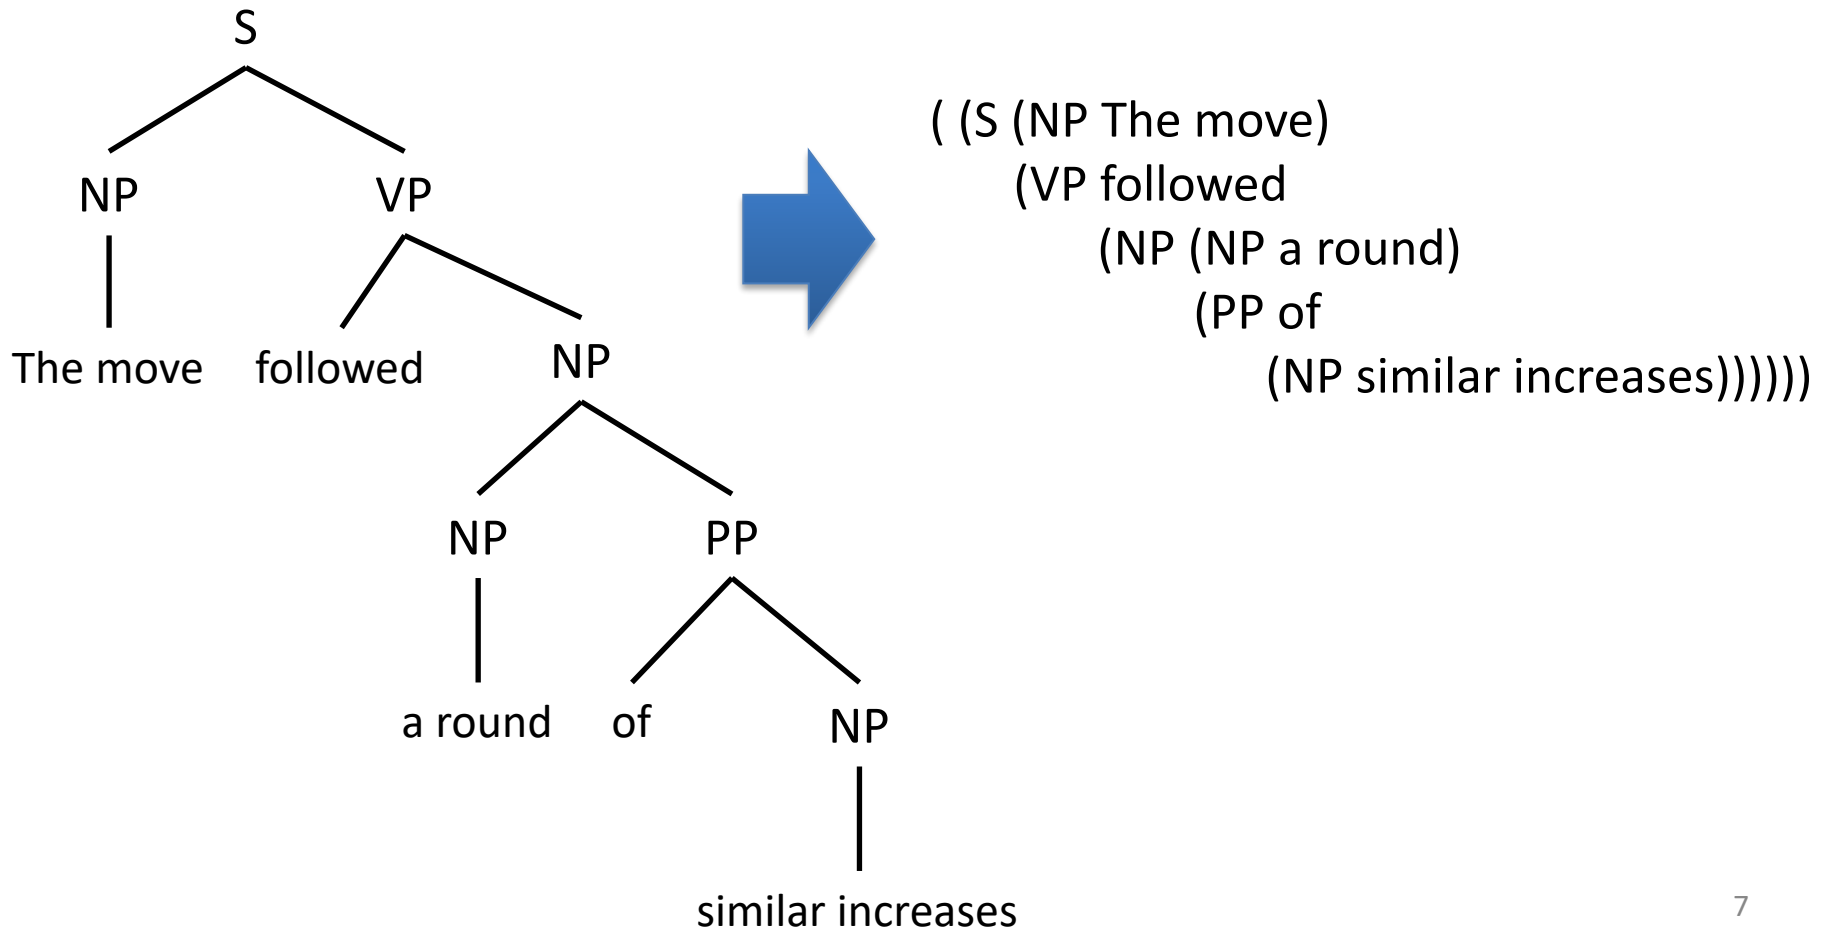 S
NP VP
The move followed NP
NP PP
a round of NP
similar increases
( (S (NP The move)
(VP followed
(NP (NP a round)
(PP of
(NP similar increases))))))
7